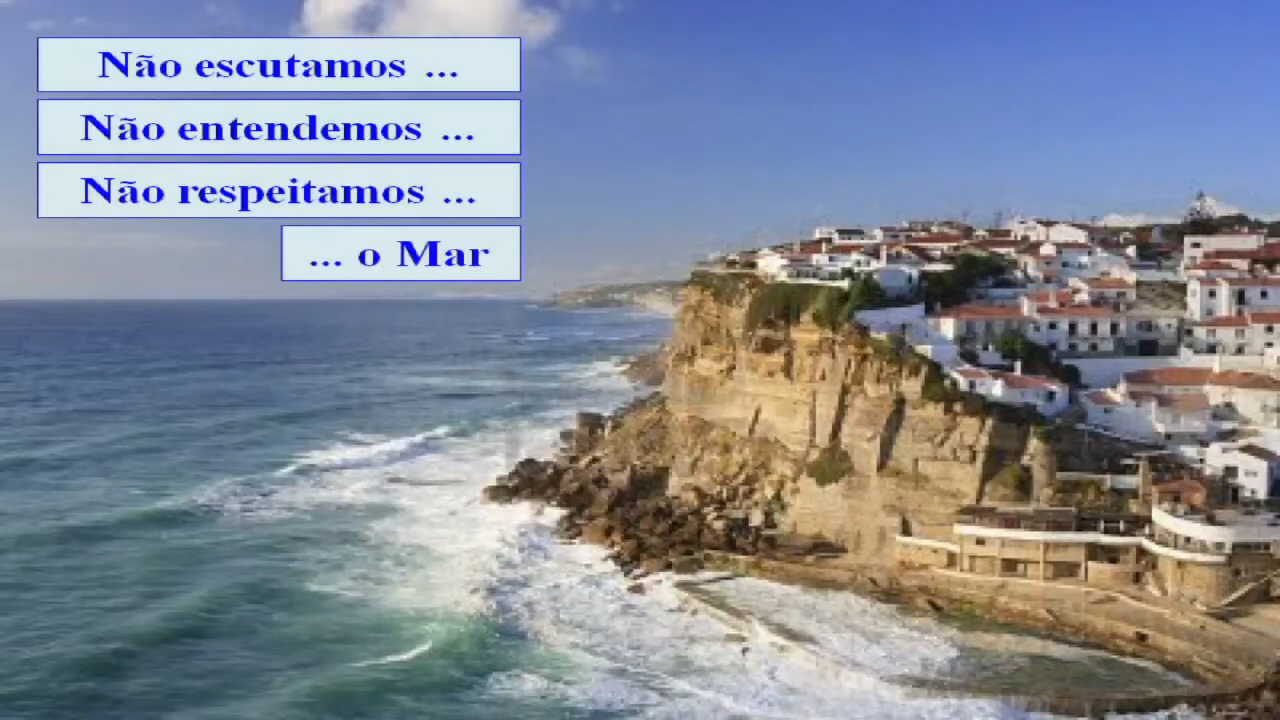 Não escutamos ...
Não entendemos ...
Não respeitamos ...
... o Mar